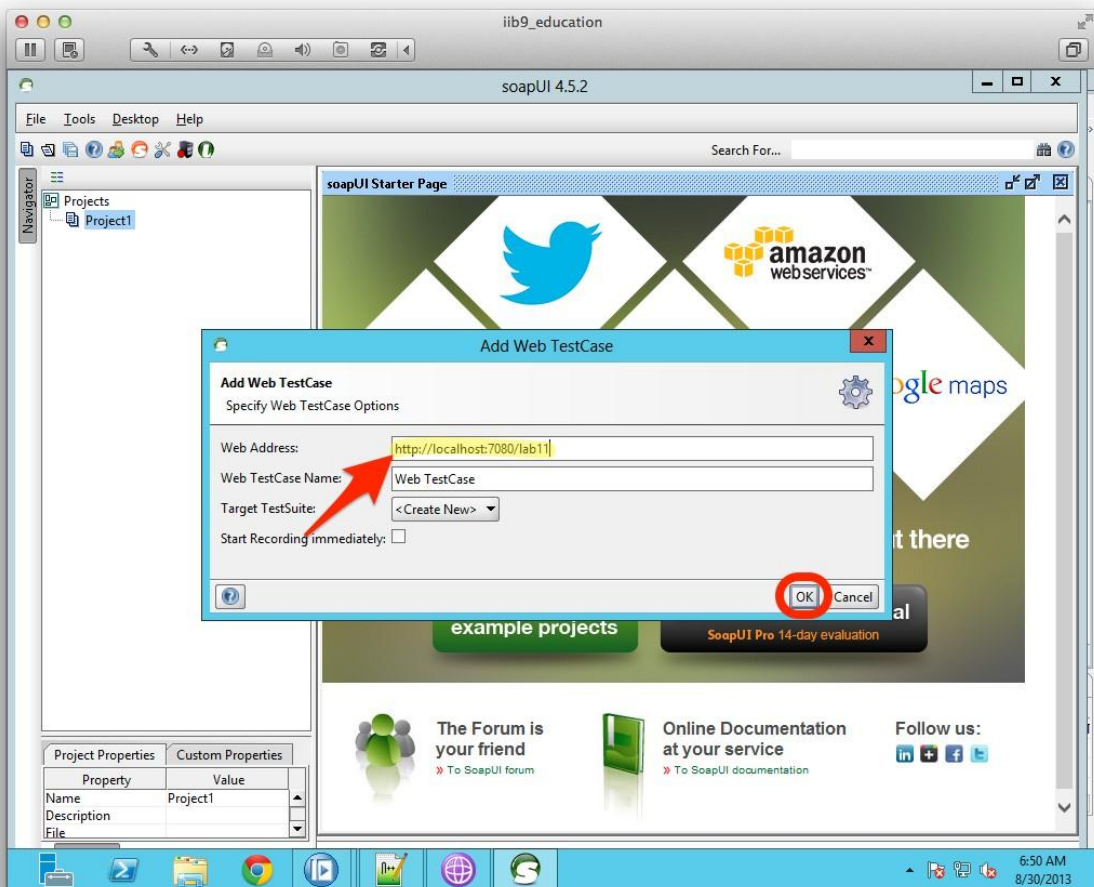 iib9_education
soapUI 4.5.2
File Tools Desktop Help
Search For...
Navigator
Projects
Project1
soapUI Starter Page
amazon
webservices™
ogle maps
Add Web TestCase
x
Add Web TestCase
Specify Web TestCase Options
Web Address: http://localhost:7080/lab11
Web TestCase Name: Web TestCase
Target TestSuite: <Create New>
Start Recording immediately:
OK Cancel
t there
example projects
al
SoapUI Pro 14-day evaluation
The Forum is
your friend
» To SoapUI forum
Online Documentation
at your service
» To SoapUI documentation
Follow us:
in + f t
Project Properties Custom Properties
Property Value
Name Project1
Description
File
6:50 AM
8/30/2013